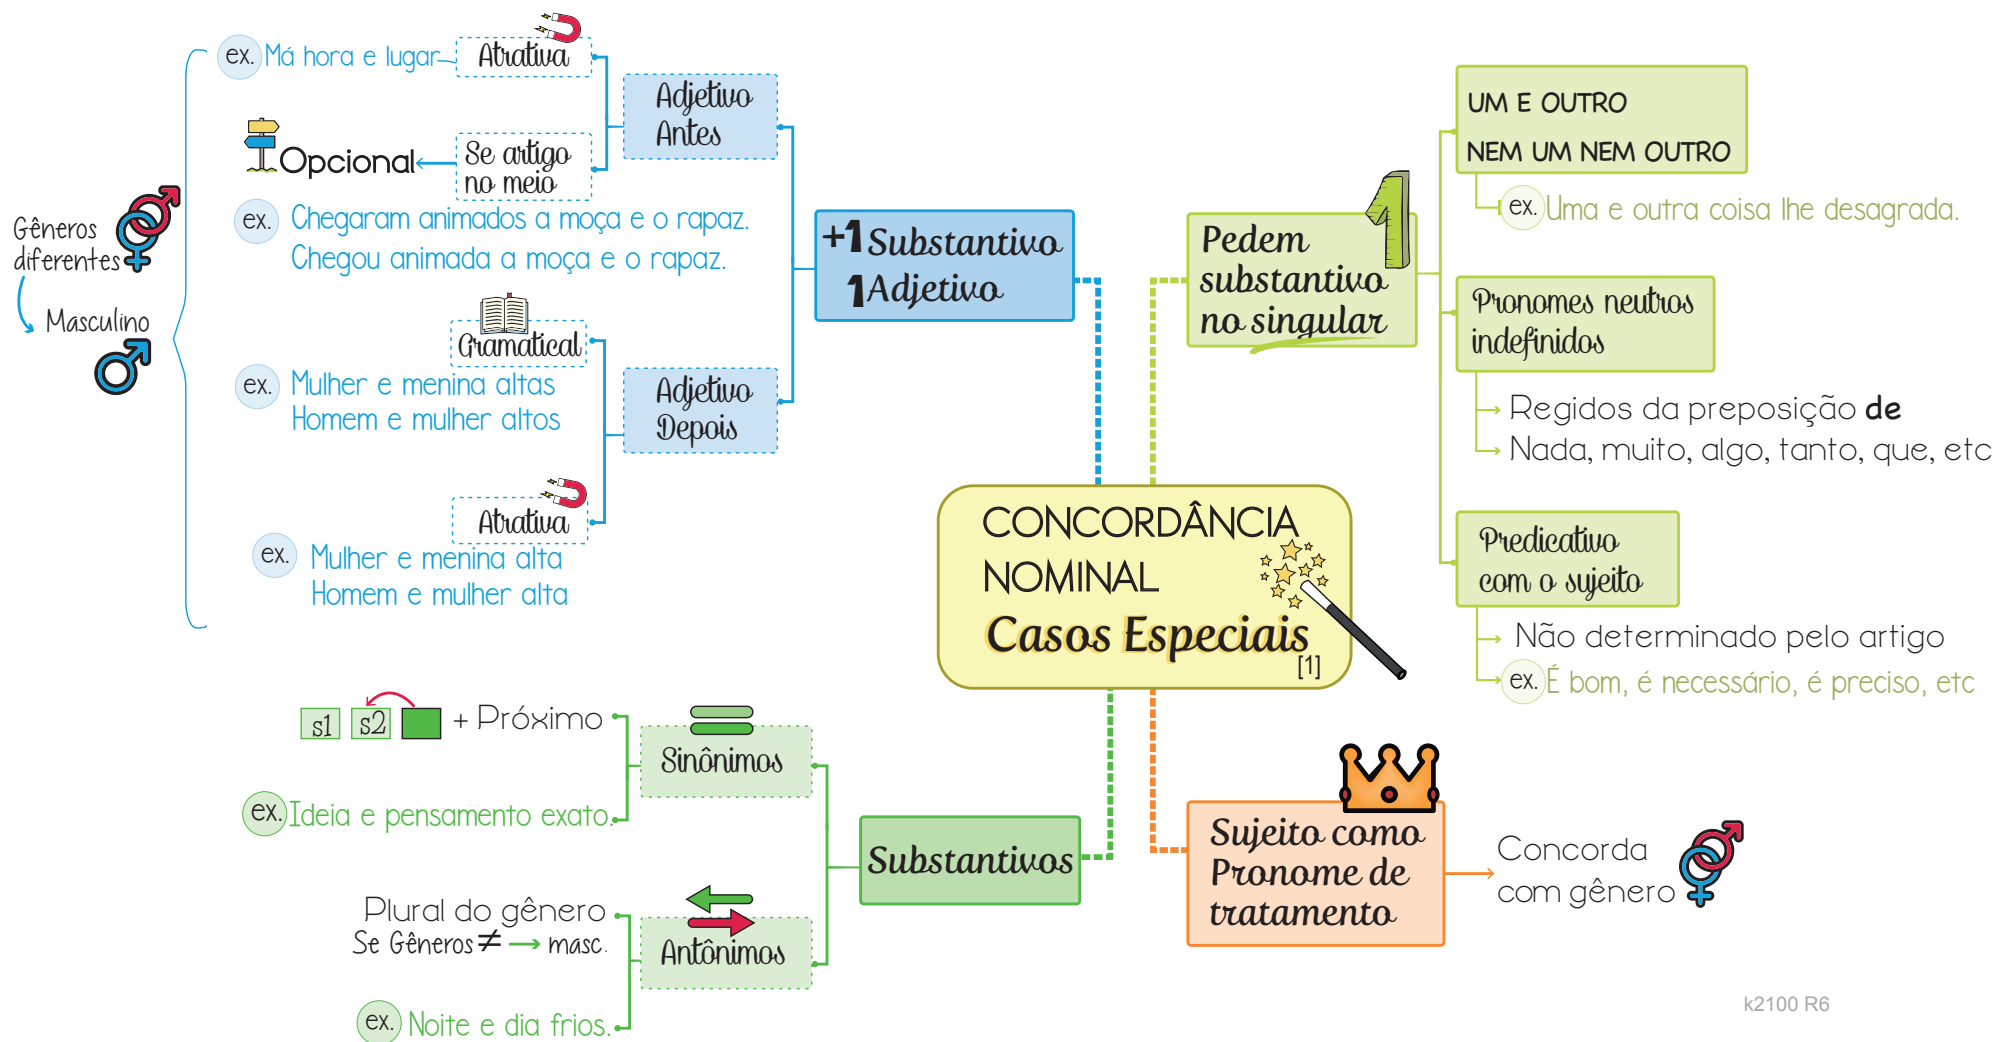 CONCORDÂNCIA
NOMINAL
Casos Especiais
[1]
+1 Substantivo
1 Adjetivo
Adjetivo
Antes
Atrativa
ex. Má hora e lugar
Se artigo
no meio
Opcional
ex. Chegaram animados a moça e o rapaz.
Chegou animada a moça e o rapaz.
Adjetivo
Depois
Gramatical
ex. Mulher e menina altas
Homem e mulher altos
Atrativa
ex. Mulher e menina alta
Homem e mulher alta
Gêneros
diferentes
Masculino
Pedem
substantivo
no singular
1
UM E OUTRO
NEM UM NEM OUTRO
ex. Uma e outra coisa lhe desagrada.
Pronomes neutros
indefinidos
Regidos da preposição de
Nada, muito, algo, tanto, que, etc
Predicativo
com o sujeito
Não determinado pelo artigo
ex. É bom, é necessário, é preciso, etc
Substantivos
Sinônimos
s1 s2 + Próximo
ex. Ideia e pensamento exato.
Antônimos
Plural do gênero
Se Gêneros ≠ → masc.
ex. Noite e dia frios.
Sujeito como
Pronome de
tratamento
Concorda
com gênero
k2100 R6